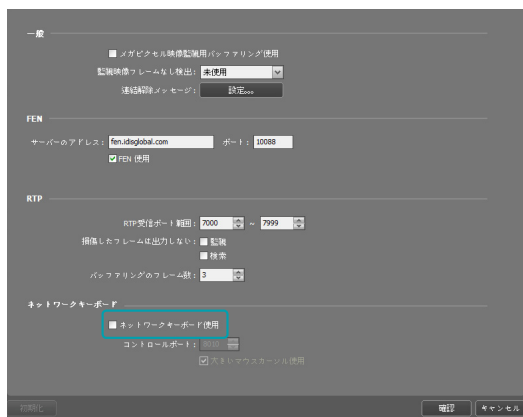 一般
メガピクセル映像監視用バッファリング使用
監視映像フレームなし検出: 未使用
連結解除メッセージ: 設定...
FEN
サーバーのアドレス: fen.idisglobal.com ポート: 10088
FEN 使用
RTP
RTP受信ポート範囲: 7000 ~ 7999
損傷したフレームは出力しない: 監視
検索
バッファリングのフレーム数: 3
ネットワークキーボード
ネットワークキーボード使用
コントロールポート: 8010
大きいマウスカーソル使用
初期化 確認 キャンセル